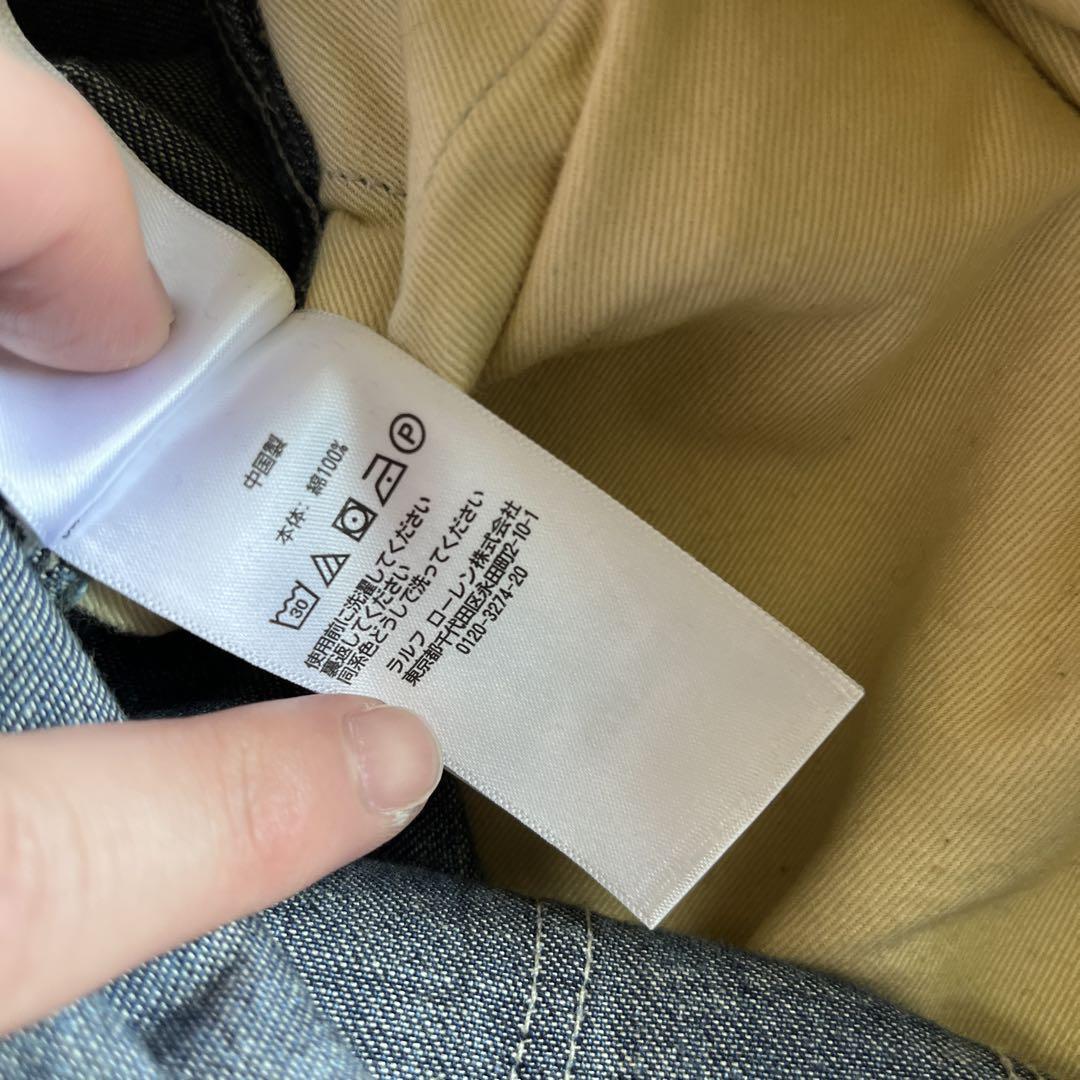 中国製
本体: 綿100%
30 P
使用前に洗濯してください
裏返してください
同系色どうしで洗ってください
ラルフ ローレン株式会社
東京都千代田区永田町2-10-1
0120-3274-20